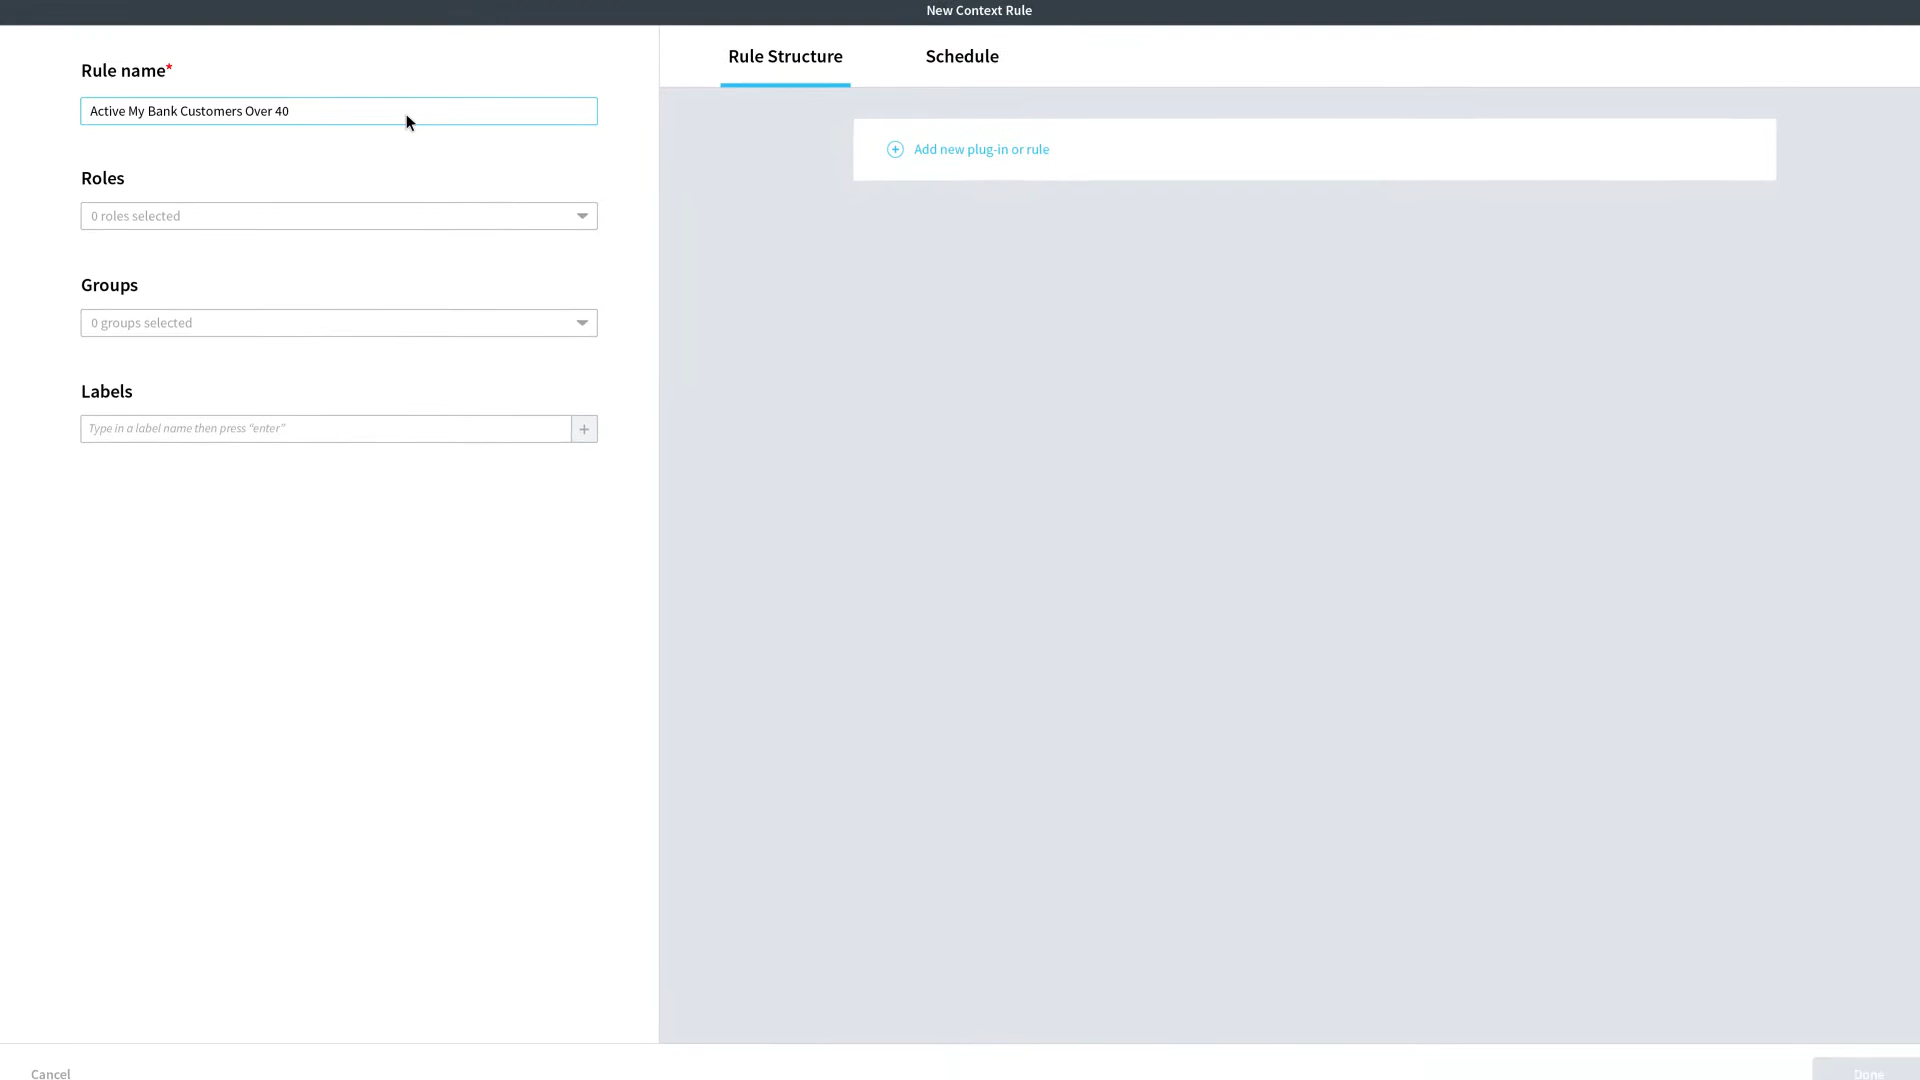 New Context Rule
Rule name*
Active My Bank Customers Over 40
Roles
0 roles selected
Groups
0 groups selected
Labels
Type in a label name then press “enter”
+
Rule Structure
Schedule
Add new plug-in or rule
Cancel
Done